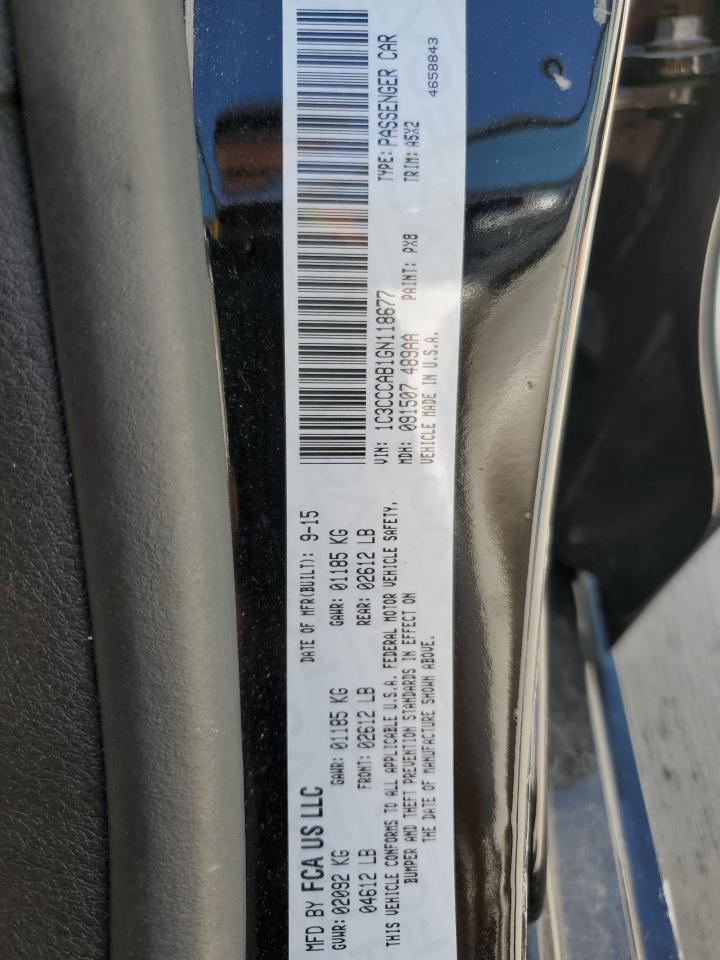 MFD BY FCA US LLC
DATE OF MFR(BUILT): 9-15
GVWR: 02092 KG
GAWR: 01185 KG
GAWR: 01185 KG
04612 LB
FRONT: 02612 LB
REAR: 02612 LB
THIS VEHICLE CONFORMS TO ALL APPLICABLE U.S.A. FEDERAL MOTOR VEHICLE SAFETY,
BUMPER AND THEFT PREVENTION STANDARDS IN EFFECT ON
THE DATE OF MANUFACTURE SHOWN ABOVE.
VIN: 1C3CCCAB1GN118677
TYPE: PASSENGER CAR
MDH: 091507 489AA
PAINT: PX8
TRIM: A5X2
VEHICLE MADE IN U.S.A.
4658843